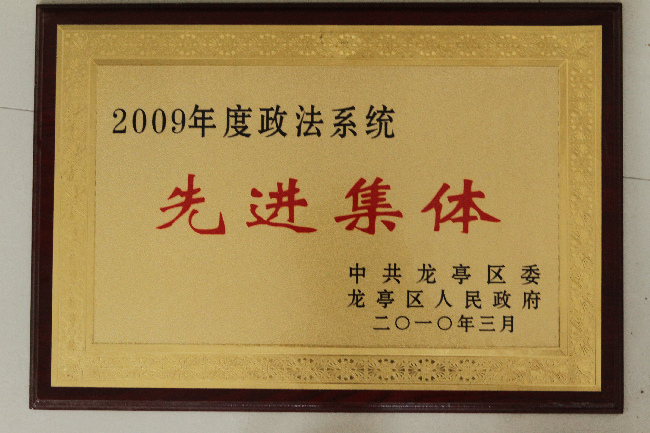 2009年度政法系统
先进集体
中共龙亭区委
龙亭区人民政府
二〇一〇年三月